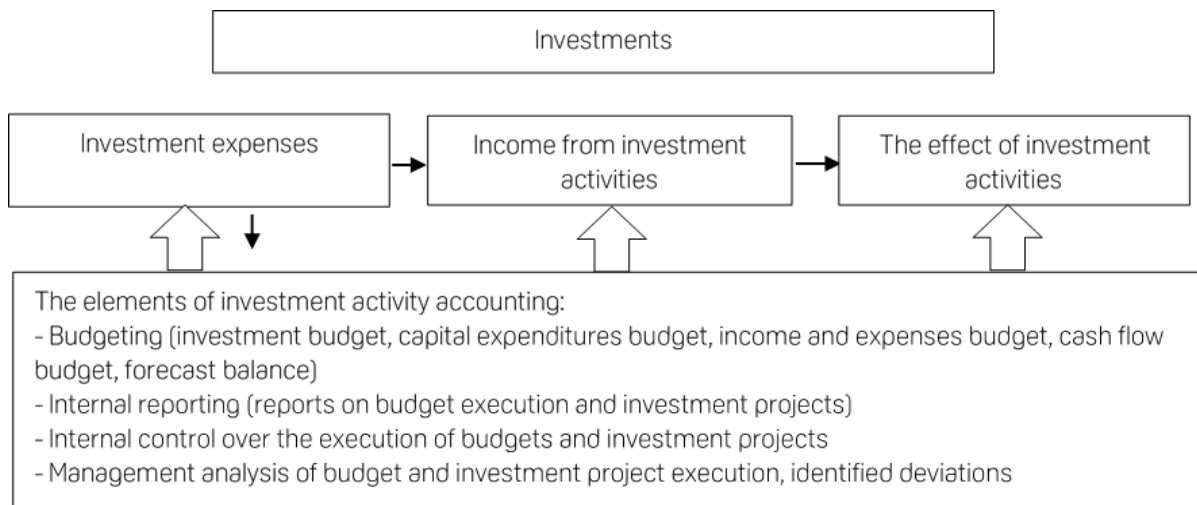 Investments
Investment expenses
Income from investment
activities
The effect of investment
activities
The elements of investment activity accounting:
- Budgeting (investment budget, capital expenditures budget, income and expenses budget, cash flow
budget, forecast balance)
- Internal reporting (reports on budget execution and investment projects)
- Internal control over the execution of budgets and investment projects
- Management analysis of budget and investment project execution, identified deviations